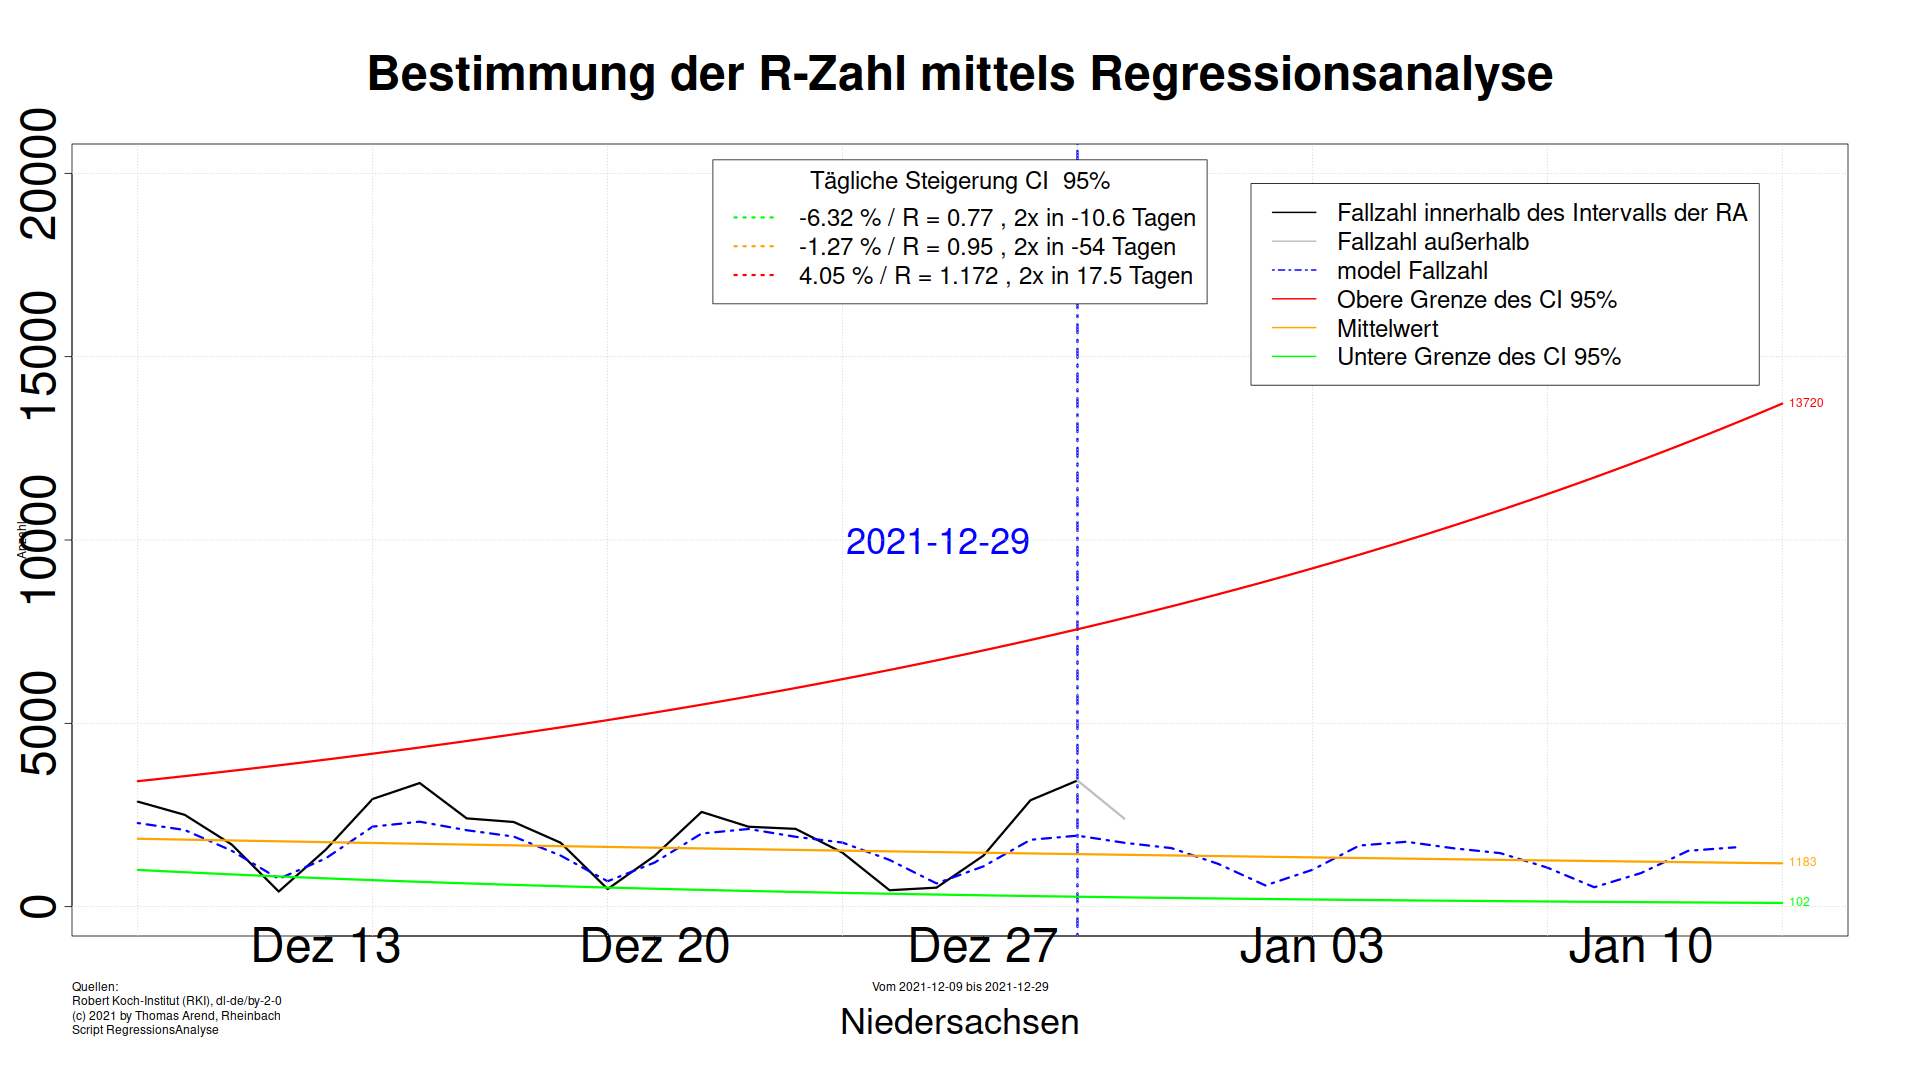 Bestimmung der R-Zahl mittels Regressionsanalyse
Tägliche Steigerung CI  95%
-6.32 % / R = 0.77 , 2x in -10.6 Tagen
-1.27 % / R = 0.95 , 2x in -54 Tagen
4.05 % / R = 1.172 , 2x in 17.5 Tagen
Fallzahl innerhalb des Intervalls der RA
Fallzahl außerhalb
model Fallzahl
Obere Grenze des CI 95%
Mittelwert
Untere Grenze des CI 95%
20000
15000
10000
5000
0
Anzahl
2021-12-29
13720
1183
102
Dez 13
Dez 20
Dez 27
Jan 03
Jan 10
Quellen:
Robert Koch-Institut (RKI), dl-de/by-2-0
(c) 2021 by Thomas Arend, Rheinbach
Script RegressionsAnalyse
Vom 2021-12-09 bis 2021-12-29
Niedersachsen